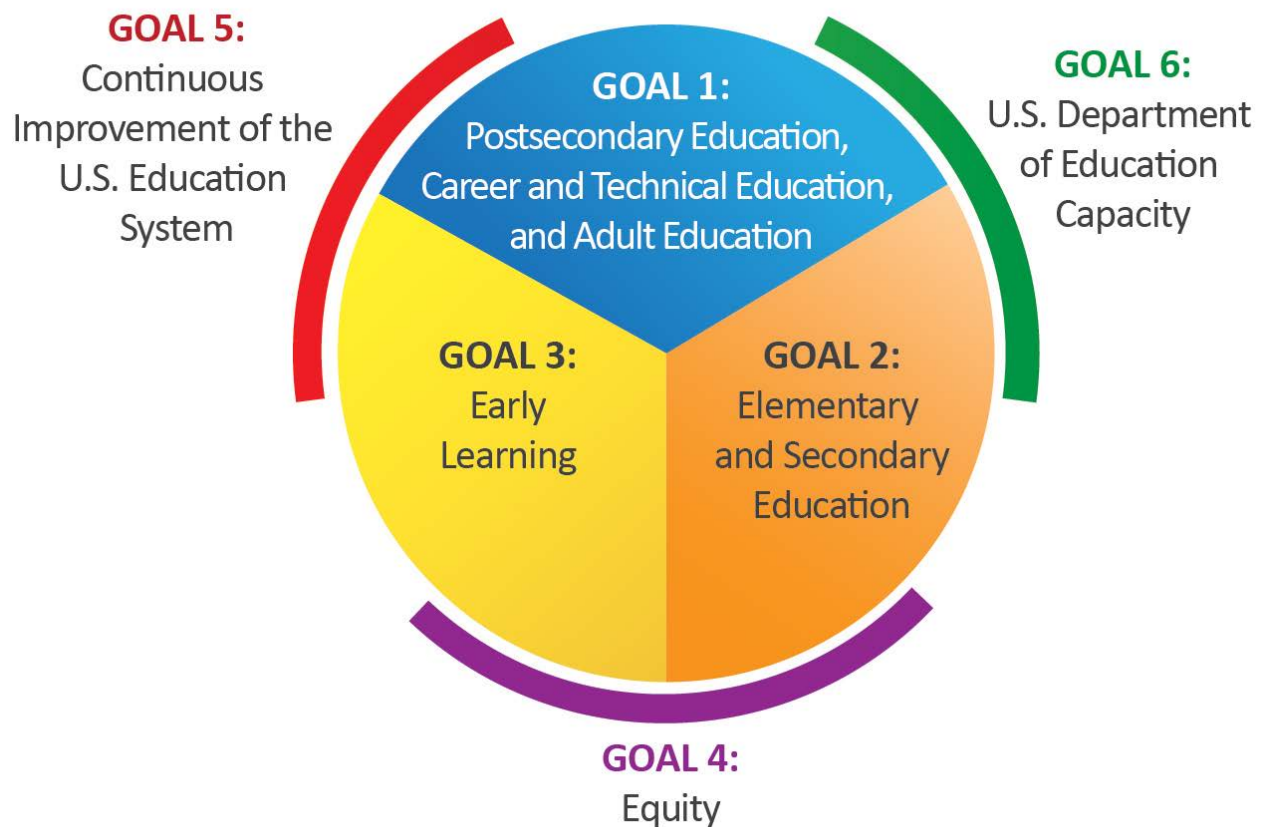 GOAL 5:
Continuous
Improvement of the
U.S. Education
System
GOAL 1:
Postsecondary Education,
Career and Technical Education,
and Adult Education
GOAL 6:
U.S. Department
of Education
Capacity
GOAL 3:
Early
Learning
GOAL 2:
Elementary
and Secondary
Education
GOAL 4:
Equity